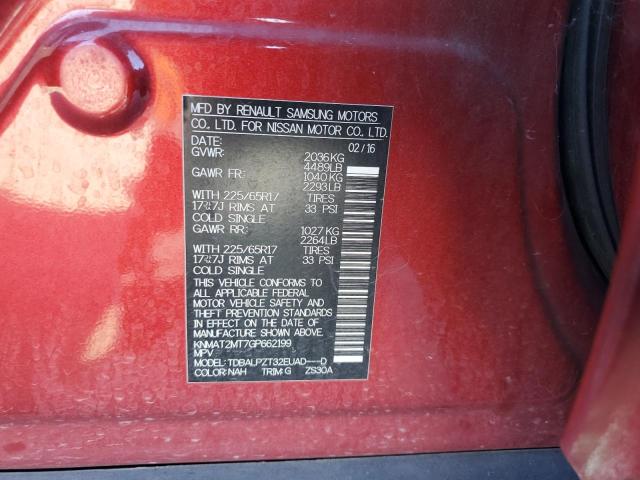 MFD BY RENAULT SAMSUNG MOTORS
CO., LTD. FOR NISSAN MOTOR CO., LTD.
DATE: 02/16
GVWR: 2036KG
4489LB
GAWR FR: 1040KG
2293LB
WITH 225/65R17 TIRES
17X7J RIMS AT 33 PSI
COLD SINGLE
GAWR RR: 1027KG
2264LB
WITH 225/65R17 TIRES
17X7J RIMS AT 33 PSI
COLD SINGLE
THIS VEHICLE CONFORMS TO
ALL APPLICABLE FEDERAL
MOTOR VEHICLE SAFETY AND
THEFT PREVENTION STANDARDS
IN EFFECT ON THE DATE OF
MANUFACTURE SHOWN ABOVE.
KNMAT2MT7GP662199
MPV
MODEL: TDBALPZT32EUAD---D
COLOR: NAH TRIM: G ZS30A